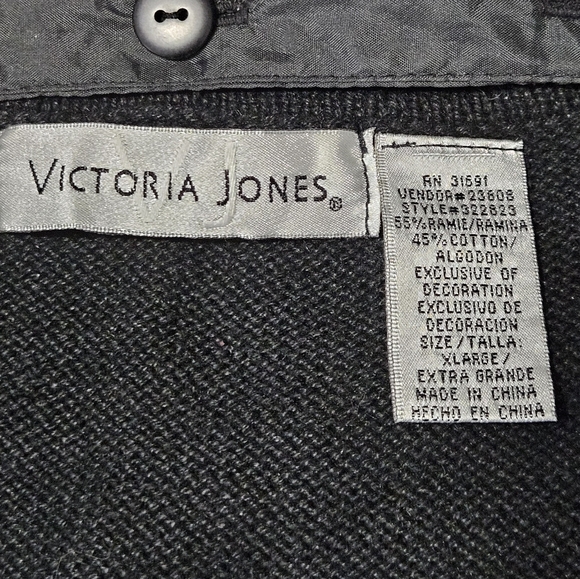 VICTORIA JONES®
RN 31591
VENDOR#23608
STYLE#322823
55%RAMIE/RAMINA
45%COTTON/
ALGODON
EXCLUSIVE OF
DECORATION
EXCLUSIVO DE
DECORACION
SIZE/TALLA:
XLARGE/
EXTRA GRANDE
MADE IN CHINA
HECHO EN CHINA